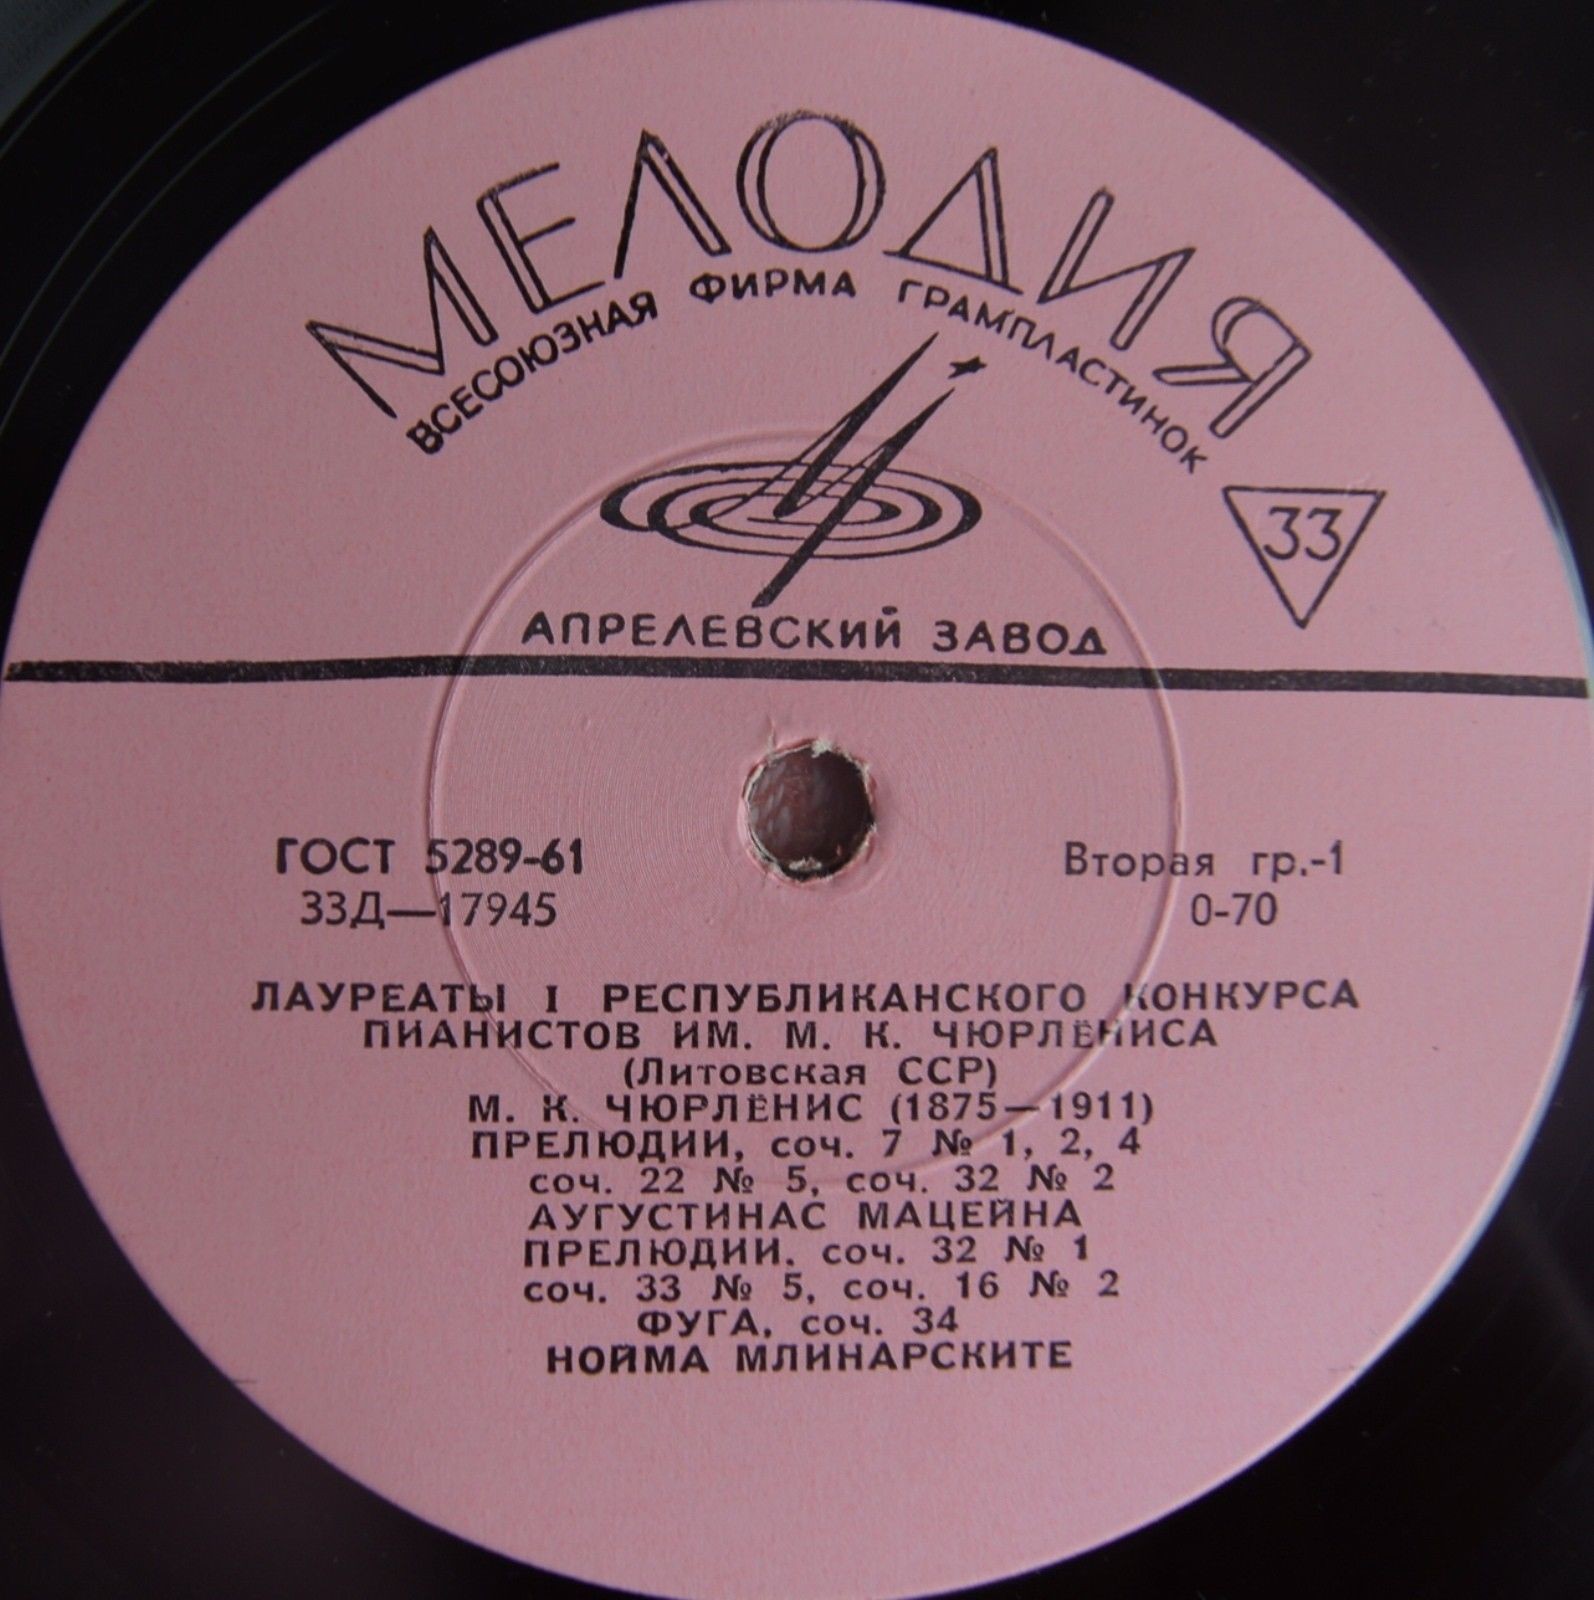 МЕЛОДИЯ
ВСЕСОЮЗНАЯ ФИРМА ГРАМПЛАСТИНОК
33
АПРЕЛЕВСКИЙ ЗАВОД
ГОСТ 5289-61
33Д—17945
Вторая гр.-1
0-70
ЛАУРЕАТЫ I РЕСПУБЛИКАНСКОГО КОНКУРСА
ПИАНИСТОВ ИМ. М. К. ЧЮРЛЁНИСА
(Литовская ССР)
М. К. ЧЮРЛЁНИС (1875—1911)
ПРЕЛЮДИИ, соч. 7 № 1, 2, 4
соч. 22 № 5, соч. 32 № 2
АУГУСТИНАС МАЦЕЙНА
ПРЕЛЮДИИ, соч. 32 № 1
соч. 33 № 5, соч. 16 № 2
ФУГА, соч. 34
НОЙМА МЛИНАРСКИТЕ